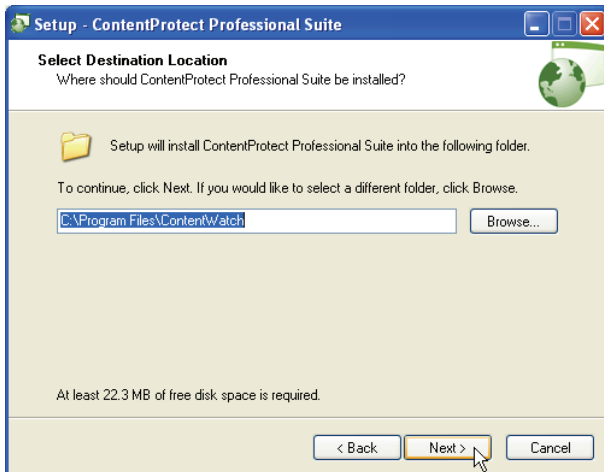 Setup - ContentProtect Professional Suite
Select Destination Location
Where should ContentProtect Professional Suite be installed?
Setup will install ContentProtect Professional Suite into the following folder.
To continue, click Next. If you would like to select a different folder, click Browse.
C:\Program Files\ContentWatch
Browse...
At least 22.3 MB of free disk space is required.
< Back Next > Cancel